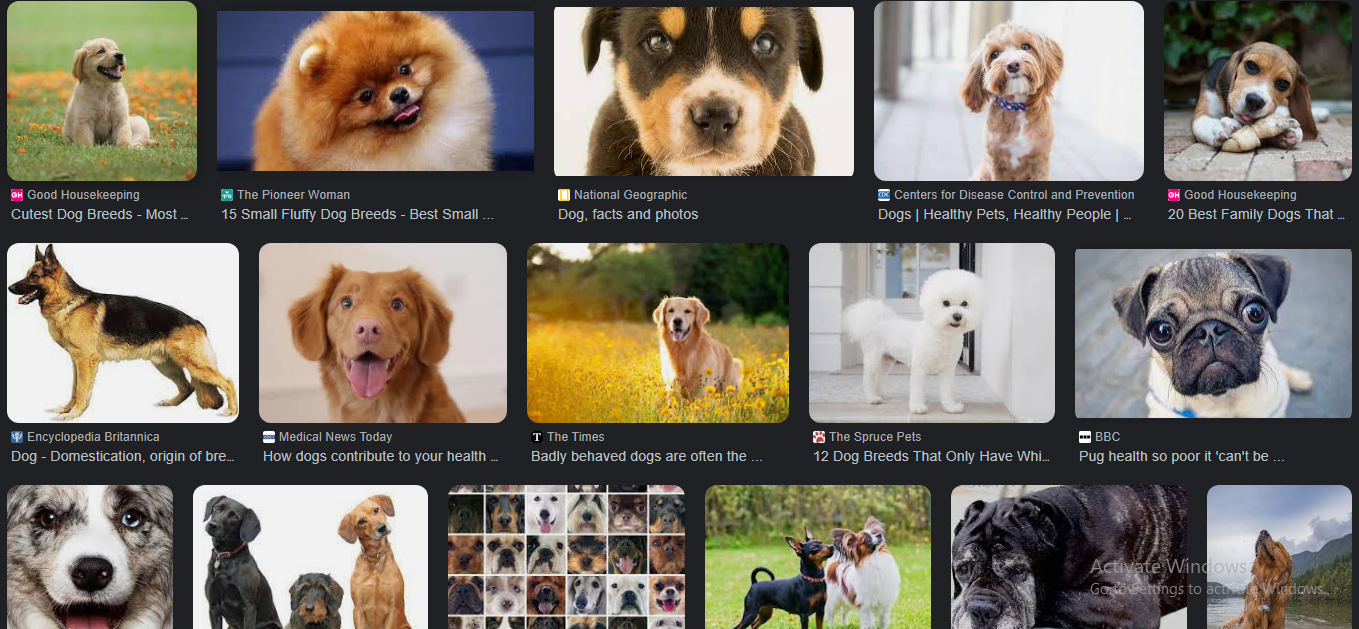 GH Good Housekeeping
Cutest Dog Breeds - Most ...
The Pioneer Woman
15 Small Fluffy Dog Breeds - Best Small ...
National Geographic
Dog, facts and photos
CDC Centers for Disease Control and Prevention
Dogs | Healthy Pets, Healthy People | ...
GH Good Housekeeping
20 Best Family Dogs That ...
Encyclopedia Britannica
Dog - Domestication, origin of bre...
Medical News Today
How dogs contribute to your health ...
T The Times
Badly behaved dogs are often the ...
The Spruce Pets
12 Dog Breeds That Only Have Whi...
BBC
Pug health so poor it 'can't be ...
Activate Windows
Go to Settings to activate Windows.